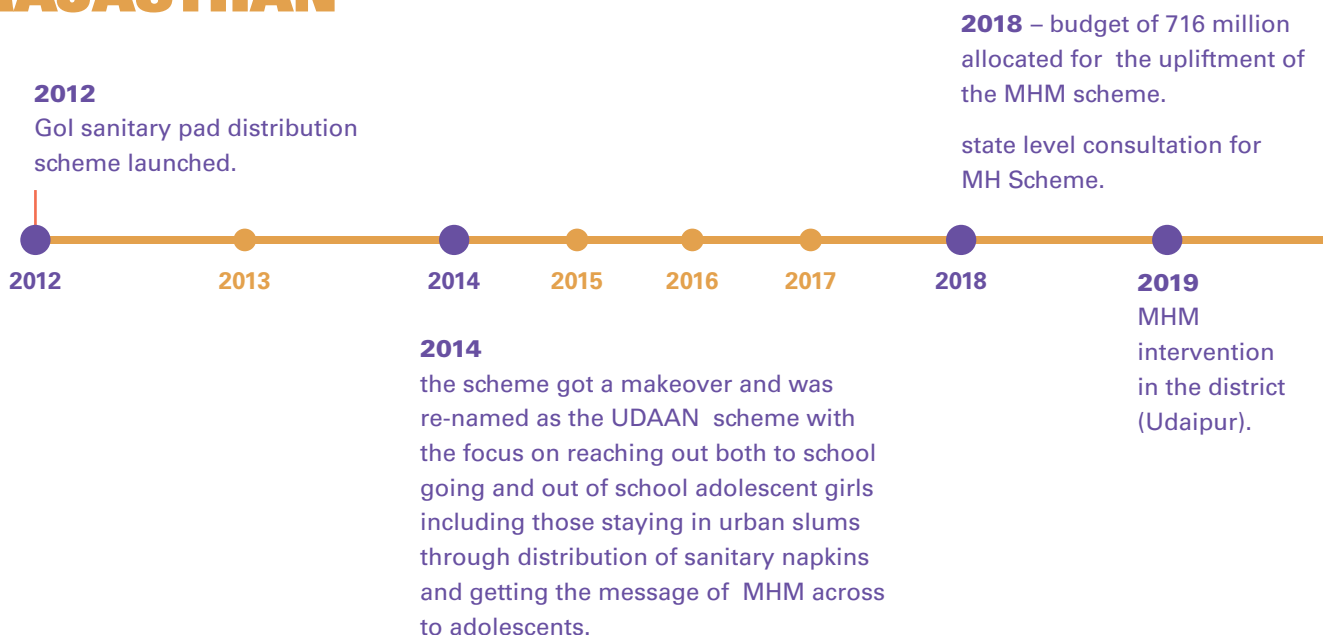 RAJASTHAN
2018 – budget of 716 million
allocated for the upliftment of
the MHM scheme.
state level consultation for
MH Scheme.
2012
GoI sanitary pad distribution
scheme launched.
2012
2013
2014
2015
2016
2017
2018
2019
MHM
intervention
in the district
(Udaipur).
2014
the scheme got a makeover and was
re-named as the UDAAN scheme with
the focus on reaching out both to school
going and out of school adolescent girls
including those staying in urban slums
through distribution of sanitary napkins
and getting the message of MHM across
to adolescents.